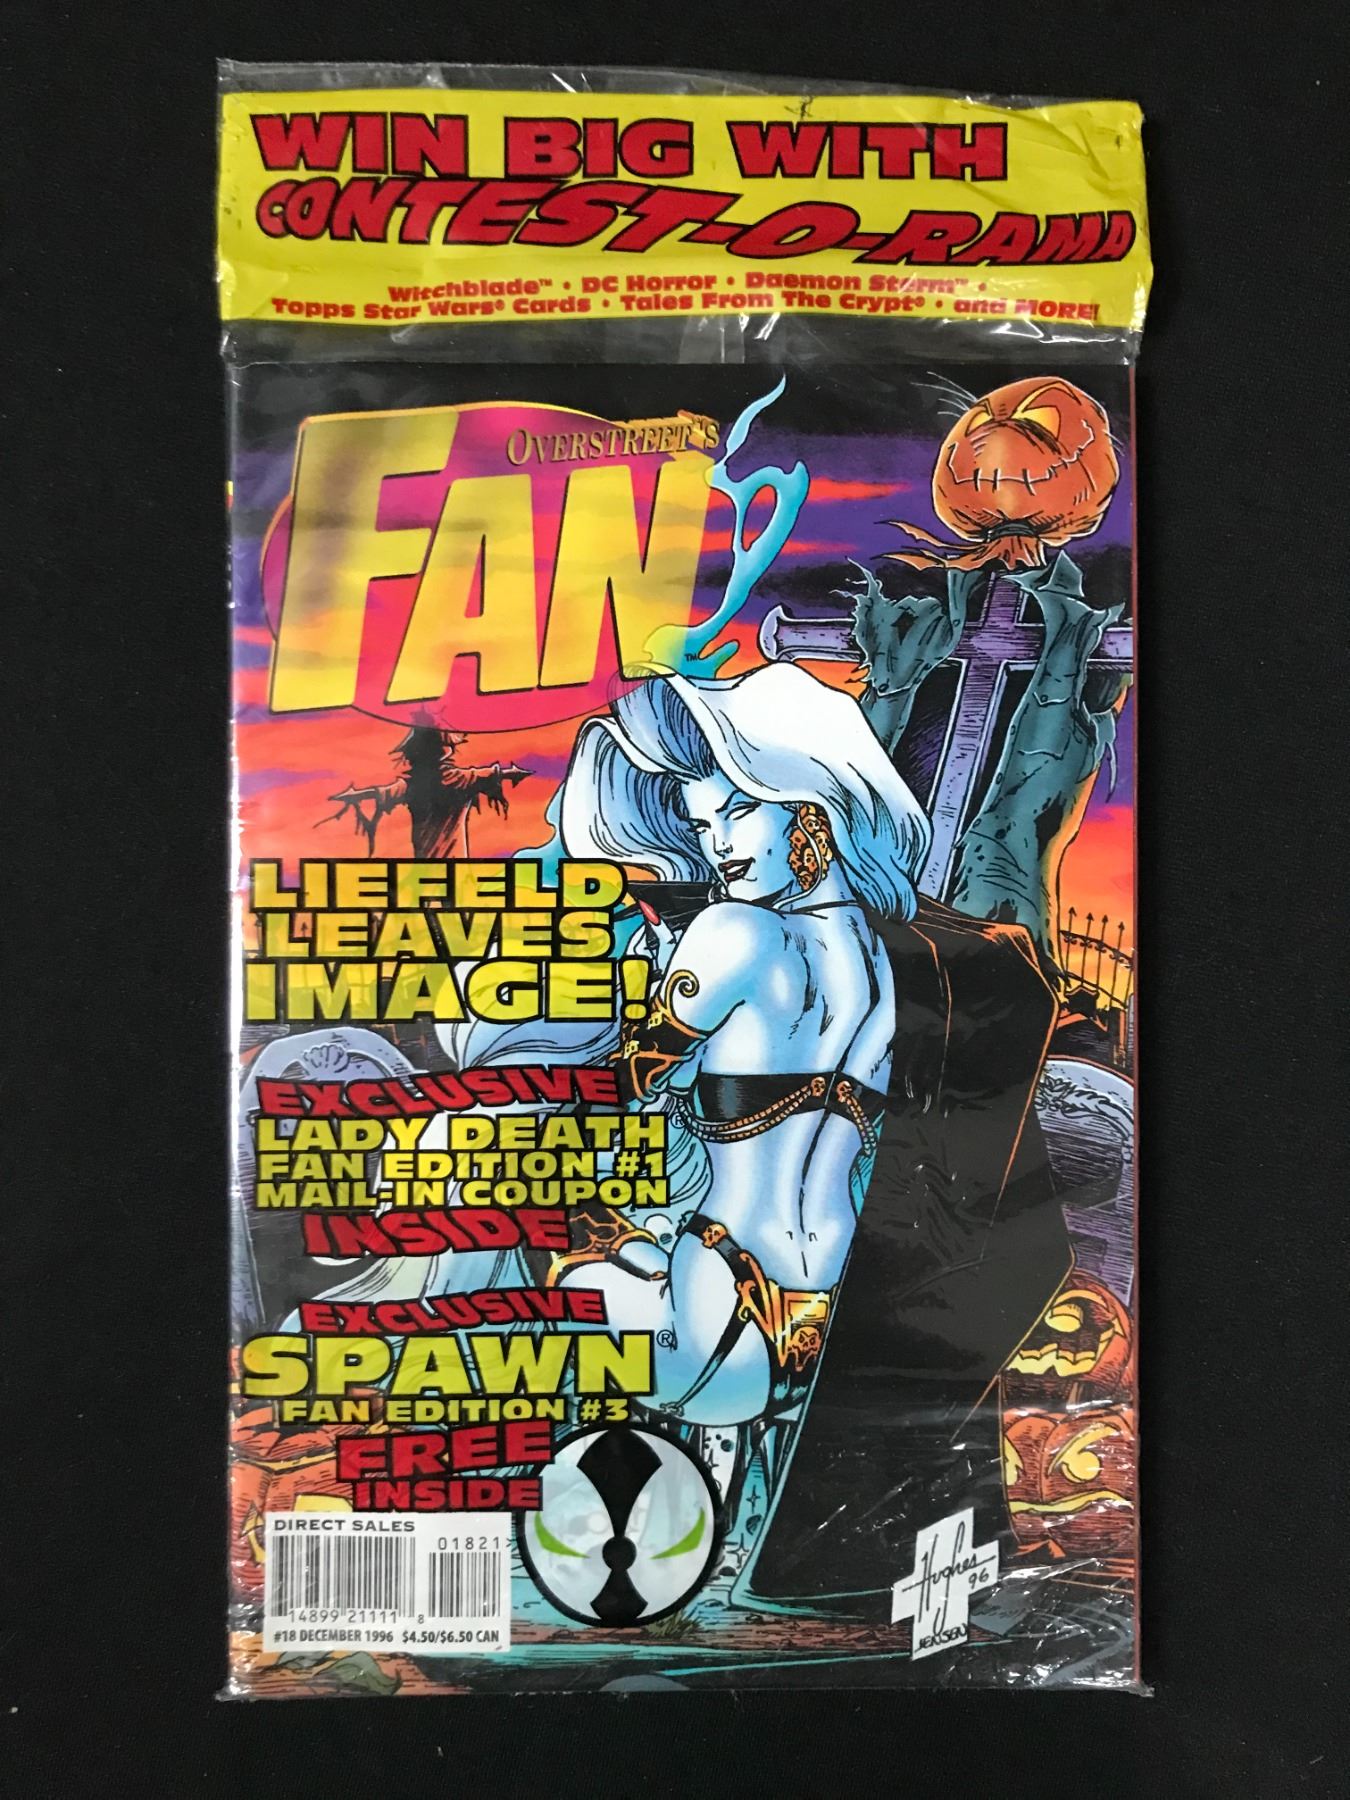 WIN BIG WITH
CONTEST-O-RAMA
Witchblade™ • DC Horror • Daemon Storm™ •
Topps Star Wars® Cards • Tales From The Crypt® • and MORE!
OVERSTREET'S
FAN
™
LIEFELD
LEAVES
IMAGE!
EXCLUSIVE
LADY DEATH®
FAN EDITION #1
MAIL-IN COUPON
INSIDE
EXCLUSIVE
SPAWN®
FAN EDITION #3
FREE
INSIDE
DIRECT SALES
01821>
14899 21111 8
#18 DECEMBER 1996 $4.50/$6.50 CAN
Hughes
96
JENSEN